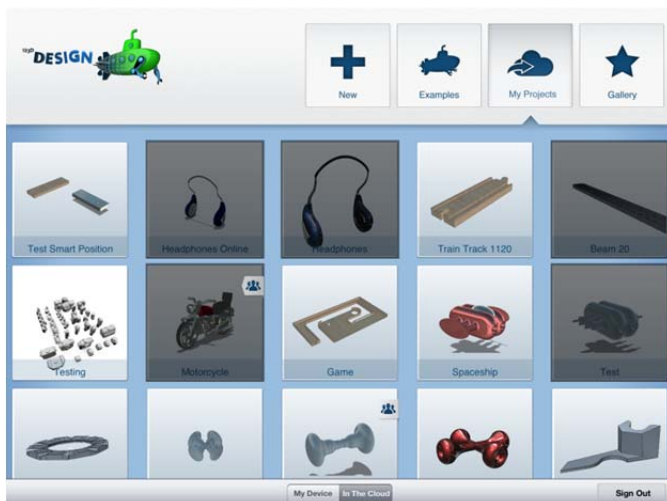 123D
DESIGN
New
Examples
My Projects
Gallery
Test Smart Position
Headphones Online
Headphones
Train Track 1120
Beam 20
Testing
Motorcycle
Game
Spaceship
Test
My Device
In The Cloud
Sign Out